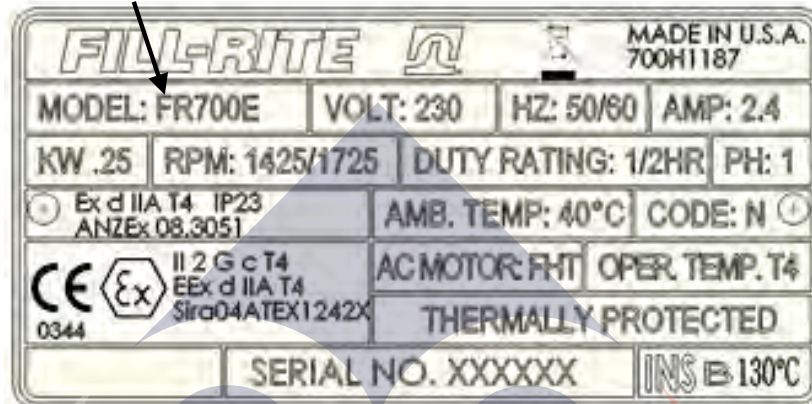 FILL-RITE MADE IN U.S.A.
700H1187
MODEL: FR700E VOLT: 230 HZ: 50/60 AMP: 2.4
KW .25 RPM: 1425/1725 DUTY RATING: 1/2HR PH: 1
Ex d IIA T4 IP23
ANZEx 08.3051
AMB. TEMP: 40°C CODE: N
CE Ex II 2 G c T4
EEx d IIA T4
Sira04ATEX1242X
0344
AC MOTOR: FHT OPER. TEMP. T4
THERMALLY PROTECTED
SERIAL NO. XXXXXX INS B 130°C